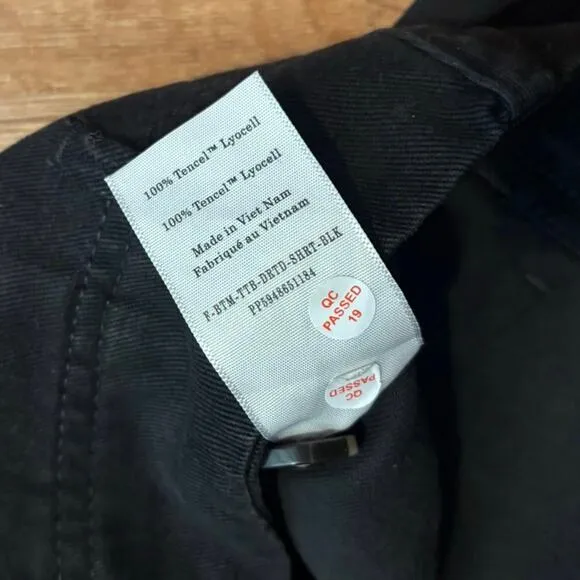 100% Tencel™ Lyocell
100% Tencel™ Lyocell
Made in Viet Nam
Fabriqué au Vietnam
F-BTM-TTB-DRTD-SHRT-BLK
PP5948651184
QC
PASSED
19
QC
PASSED